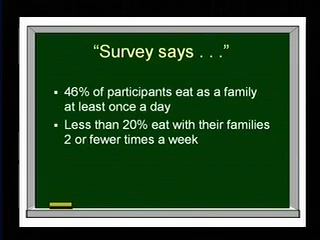 “Survey says . . .”
▪ 46% of participants eat as a family
at least once a day
▪ Less than 20% eat with their families
2 or fewer times a week